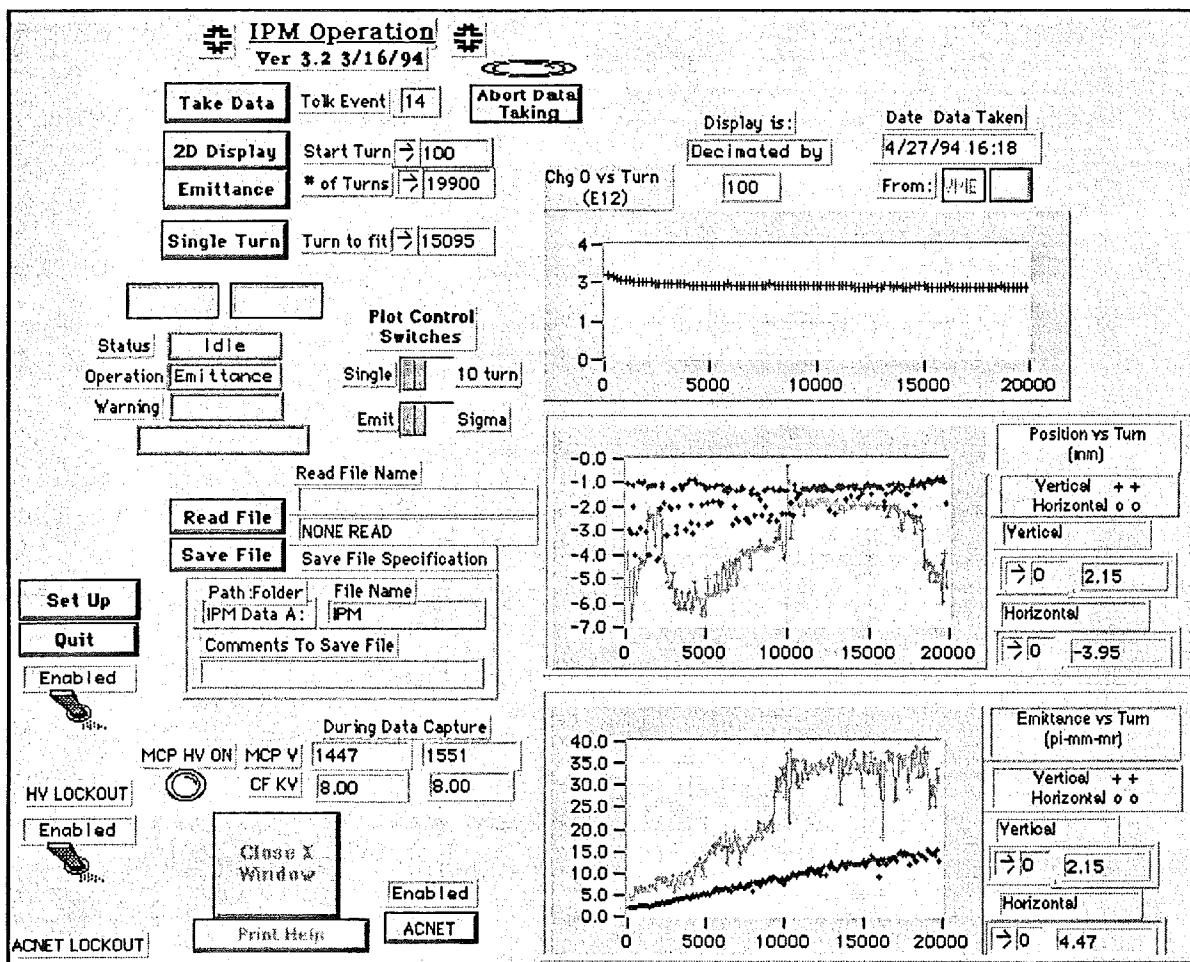 IPM Operation
Ver 3.2 3/16/94
Take Data
Tclk Event
14
Abort Data
Taking
2D Display
Start Turn
100
Emittance
# of Turns
19900
Single Turn
Turn to fit
15095
Display is:
Decimated by
100
Date Data Taken
4/27/94 16:18
From:
VME
Chg Q vs Turn
(E12)
4
3
1
0
0
5000
10000
15000
20000
Plot Control
Switches
Status
Idle
Operation
Emittance
Warning
Single
10 turn
Emit
Sigma
Read File Name
Read File
NONE READ
Save File
Save File Specification
Path :Folder
File Name
IPM Data A:
IPM
Comments To Save File
Set Up
Quit
Enabled
-0.0
-1.0
-2.0
-3.0
-4.0
-5.0
-6.0
-7.0
0
5000
10000
15000
20000
Position vs Turn
(mm)
Vertical + +
Horizontal o o
Vertical
0
2.15
Horizontal
0
-3.95
During Data Capture
MCP HV ON
MCP V
1447
1551
CF KV
8.00
8.00
HV LOCKOUT
Enabled
Close X
Window
Print Help
Enabled
ACNET
ACNET LOCKOUT
40.0
35.0
30.0
25.0
20.0
15.0
10.0
5.0
0.0
0
5000
10000
15000
20000
Emittance vs Turn
(pi-mm-mr)
Vertical + +
Horizontal o o
Vertical
0
2.15
Horizontal
0
4.47